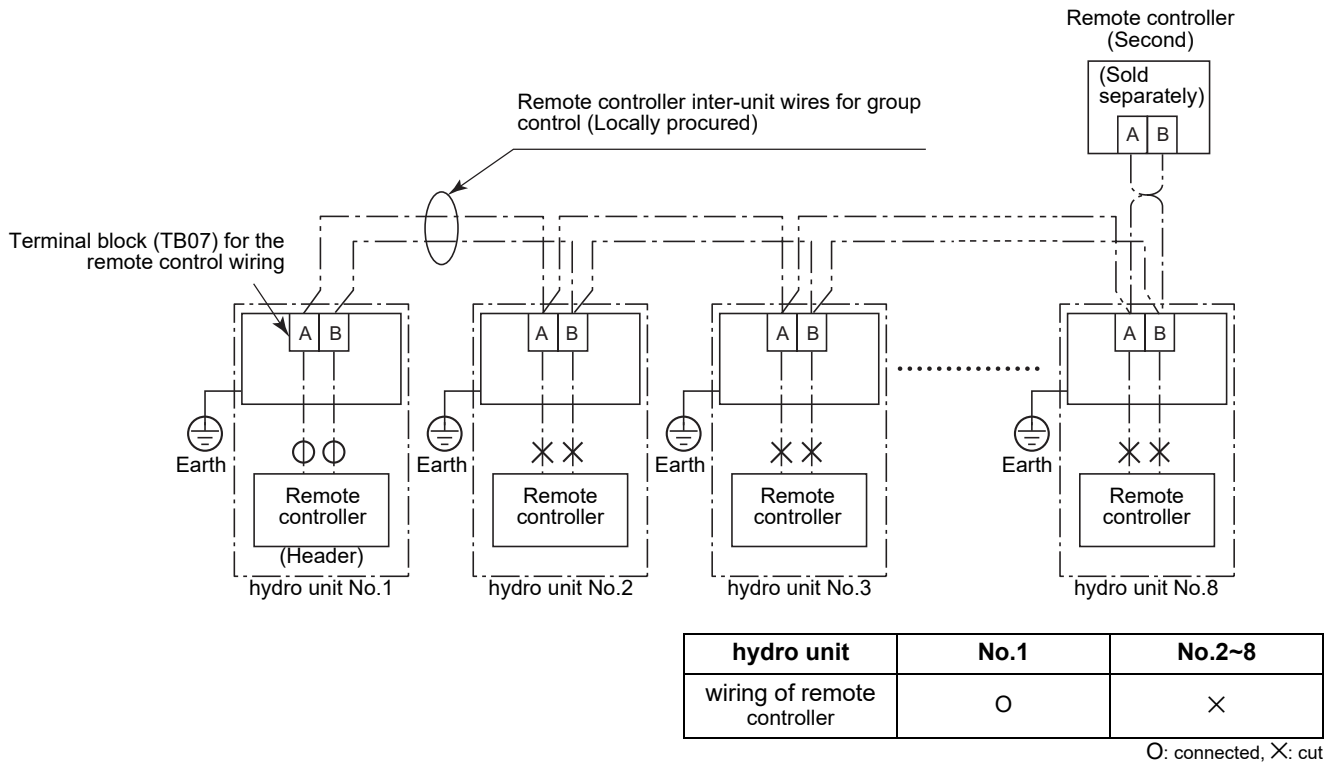 Remote controller
(Second)
(Sold
separately)
A B
Remote controller inter-unit wires for group
control (Locally procured)
Terminal block (TB07) for the
remote control wiring
A B
A B
A B
A B
Earth
Earth
Earth
Earth
Remote
controller
(Header)
Remote
controller
Remote
controller
Remote
controller
hydro unit No.1
hydro unit No.2
hydro unit No.3
hydro unit No.8
hydro unit No.1 No.2~8
wiring of remote
controller O ×
O: connected, ×: cut